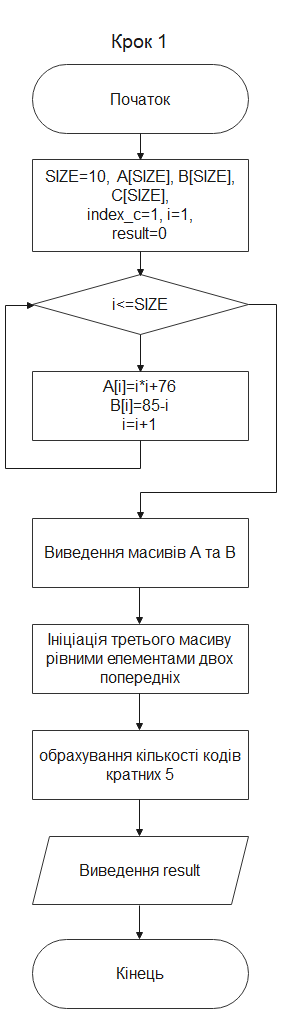 Крок 1
Початок
SIZE=10, A[SIZE], B[SIZE],
C[SIZE],
index_c=1, i=1,
result=0
i<=SIZE
A[i]=i*i+76
B[i]=85-i
i=i+1
Виведення масивів А та В
Ініціація третього масиву
рівними елементами двох
попередніх
обрахування кількості кодів
кратних 5
Виведення result
Кінець